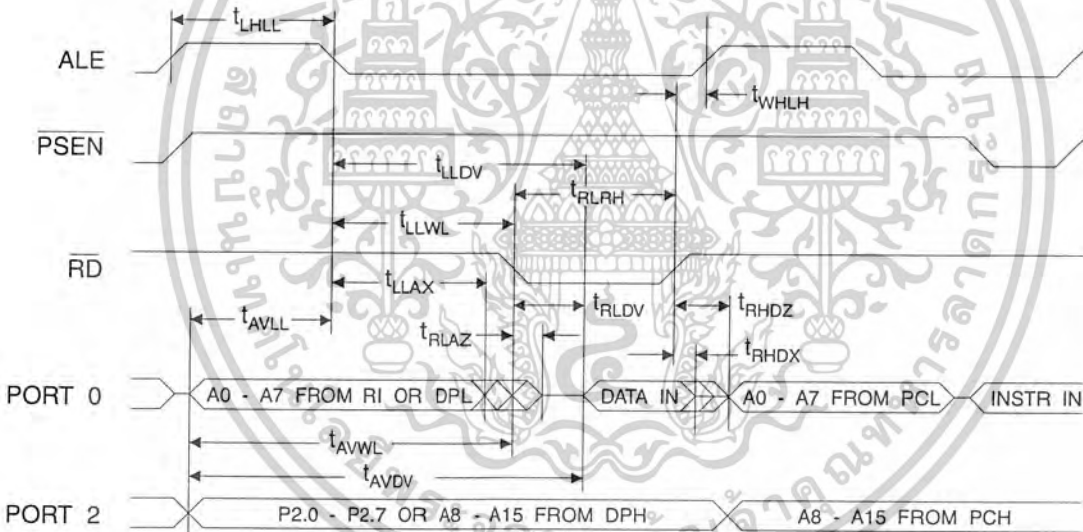 tLHLL
ALE
tWHLH
PSEN
tLLDV
tRLRH
tLLWL
RD
tLLAX
tRLDV
tRHDZ
tAVLL
tRLAZ
tRHDX
PORT 0
A0 - A7 FROM RI OR DPL
DATA IN
A0 - A7 FROM PCL
INSTR IN
tAVWL
tAVDV
PORT 2
P2.0 - P2.7 OR A8 - A15 FROM DPH
A8 - A15 FROM PCH